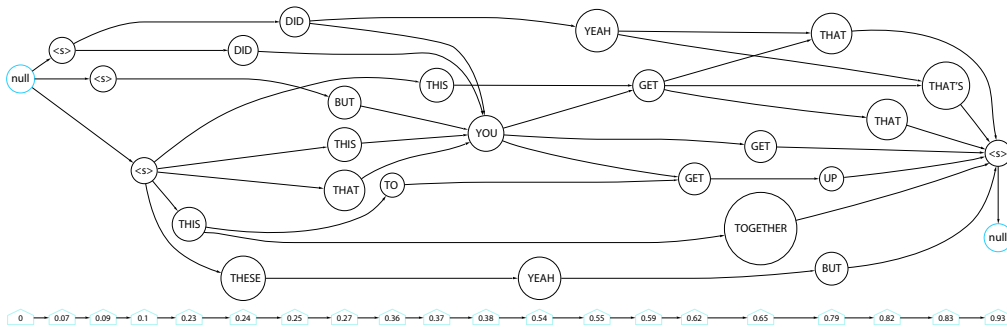 DID
YEAH
THAT
<s>
DID
null
<s>
THIS
GET
THAT'S
BUT
THAT
YOU
THIS
GET
<s>
<s>
THAT
TO
GET
UP
THIS
TOGETHER
null
THESE
YEAH
BUT
0 0.07 0.09 0.1 0.23 0.24 0.25 0.27 0.36 0.37 0.38 0.54 0.55 0.59 0.62 0.65 0.79 0.82 0.83 0.93